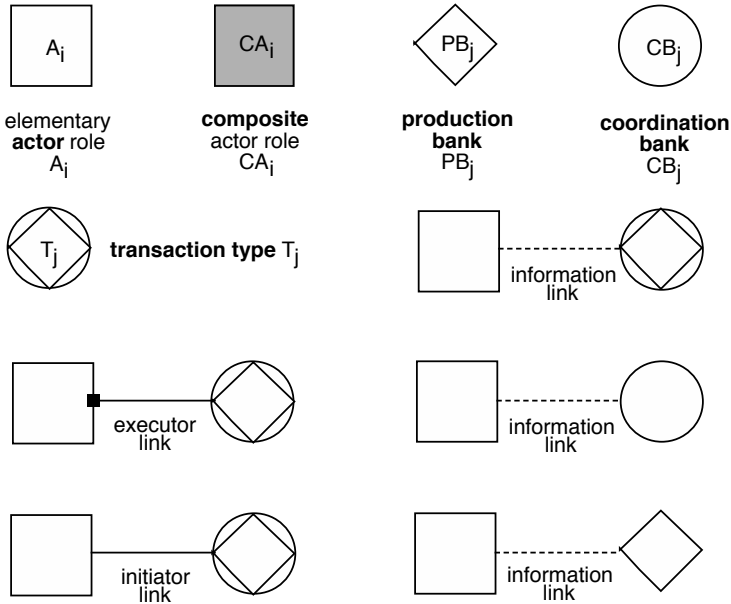 Ai
CAi
PBj
CBj
elementary
actor role
Ai
composite
actor role
CAi
production
bank
PBj
coordination
bank
CBj
Tj
transaction type Tj
information
link
executor
link
information
link
initiator
link
information
link